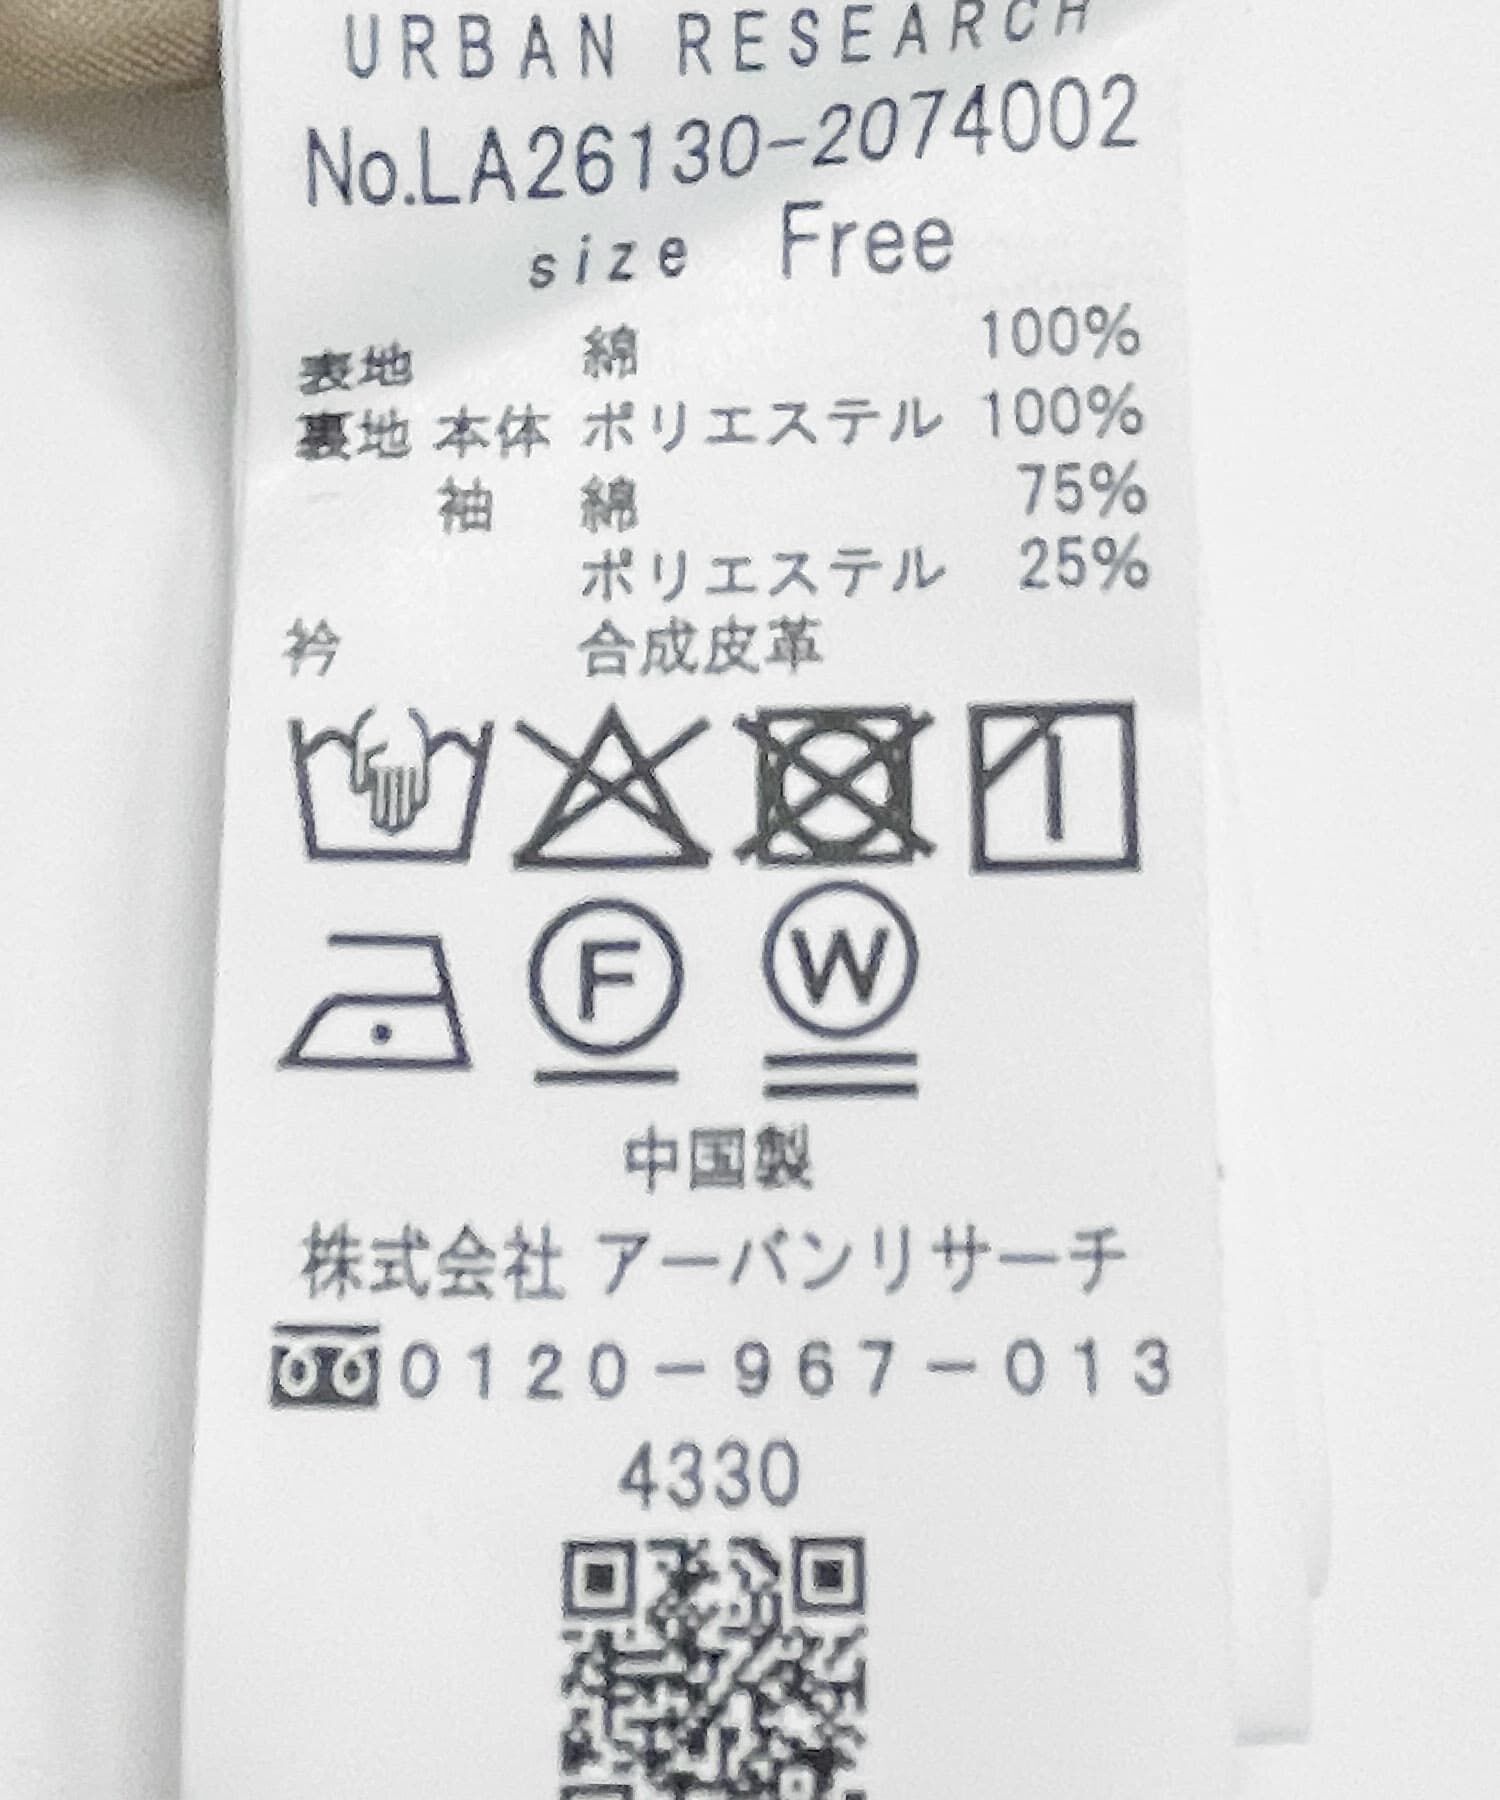 URBAN RESEARCH
No.LA26130-2074002
size Free
表地 綿 100%
裏地 本体 ポリエステル 100%
袖 綿 75%
ポリエステル 25%
衿 合成皮革
F W
中国製
株式会社 アーバンリサーチ
0120-967-013
4330